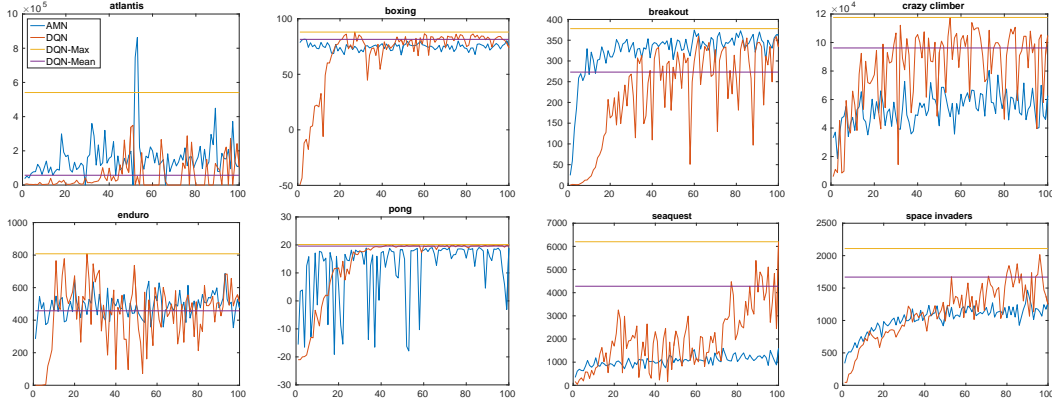 atlantis
×10⁵
10
8
6
4
2
0
0 20 40 60 80 100
AMN
DQN
DQN-Max
DQN-Mean
boxing
100
50
0
-50
0 20 40 60 80 100
breakout
400
350
300
250
200
150
100
50
0
0 20 40 60 80 100
crazy climber
×10⁴
12
10
8
6
4
2
0
0 20 40 60 80 100
enduro
1000
800
600
400
200
0
0 20 40 60 80 100
pong
30
20
10
0
-10
-20
-30
0 20 40 60 80 100
seaquest
7000
6000
5000
4000
3000
2000
1000
0
0 20 40 60 80 100
space invaders
2500
2000
1500
1000
500
0
0 20 40 60 80 100